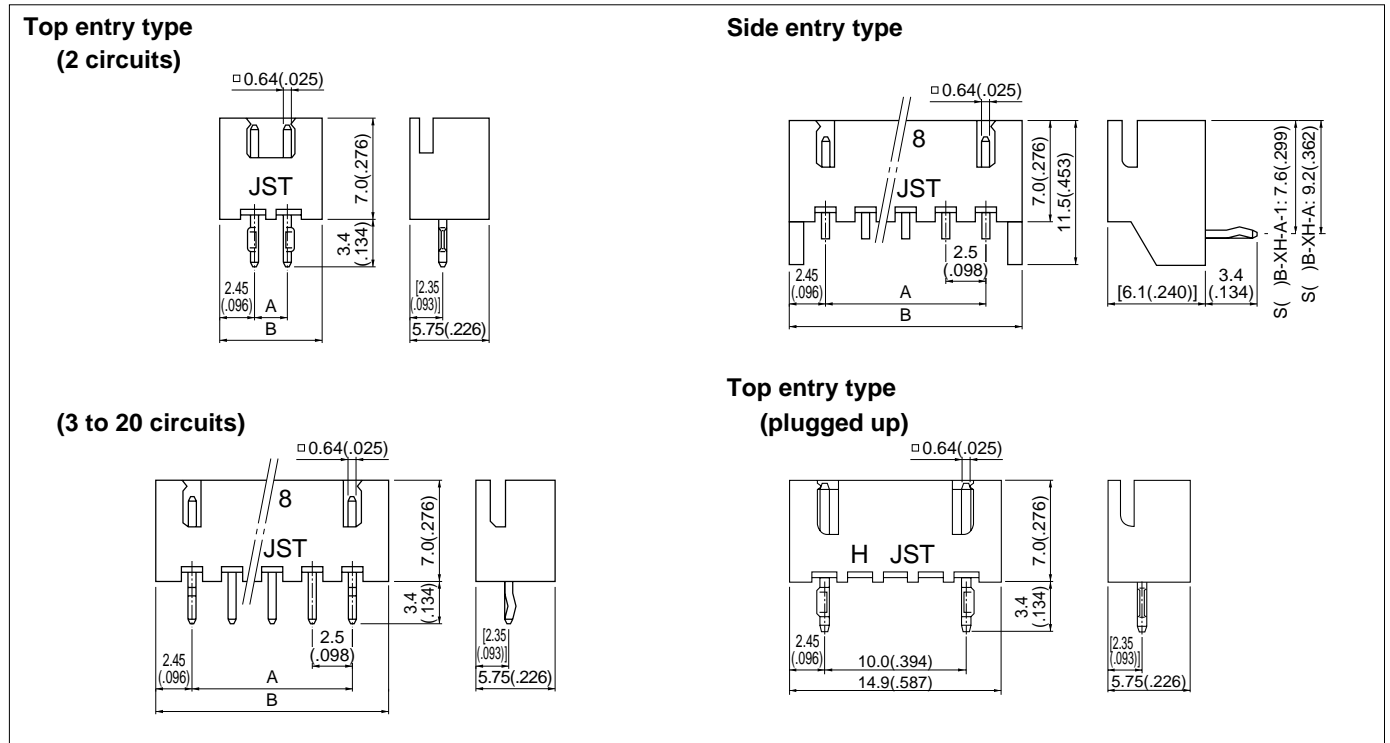 Top entry type
(2 circuits)
□ 0.64(.025)
JST
7.0(.276)
3.4
(.134)
2.45
(.096)
A
B
[2.35
(.093)]
5.75(.226)
Side entry type
□ 0.64(.025)
8
JST
7.0(.276)
11.5(.453)
2.5
(.098)
2.45
(.096)
A
B
[6.1(.240)]
3.4
(.134)
S( )B-XH-A-1: 7.6(.299)
S( )B-XH-A: 9.2(.362)
(3 to 20 circuits)
□ 0.64(.025)
8
JST
7.0(.276)
3.4
(.134)
2.5
(.098)
2.45
(.096)
A
B
[2.35
(.093)]
5.75(.226)
Top entry type
(plugged up)
□ 0.64(.025)
H JST
7.0(.276)
3.4
(.134)
2.45
(.096)
10.0(.394)
14.9(.587)
[2.35
(.093)]
5.75(.226)